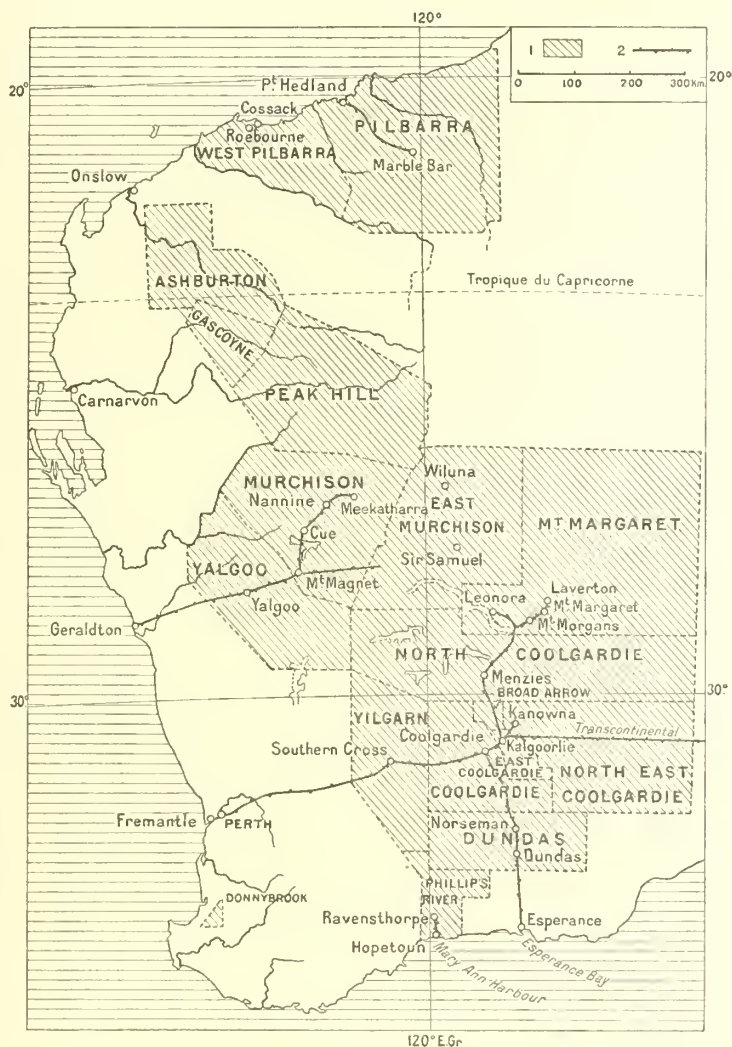 120°
1
2
20°
0
100
200
300Km.
20°
Pt Hedland
Cossack
PILBARRA
Roebourne
WEST PILBARRA
Marble Bar
Onslow
ASHBURTON
Tropique du Capricorne
GASCOYNE
PEAK HILL
Carnarvon
Wiluna
MURCHISON
EAST
MURCHISON
Nannine
Meekatharra
MT MARGARET
Cue
Sir Samuel
YALGOO
Mt Magnet
Laverton
Leonora
Mt Margaret
Yalgoo
Mt Morgans
Geraldton
NORTH
COOLGARDIE
Menzies
30°
BROAD ARROW
30°
YILGARN
Kanowna
Coolgardie
Transcontinental
Southern Cross
Kalgoorlie
EAST
COOLGARDIE
NORTH EAST
COOLGARDIE
COOLGARDIE
Fremantle
PERTH
Norseman
DUNDAS
Dundas
PHILLIP'S
RIVER
DONNYBROOK
Ravensthorpe
Esperance
Hopetoun
Mary Ann Harbour
Esperance Bay
120°E.Gr